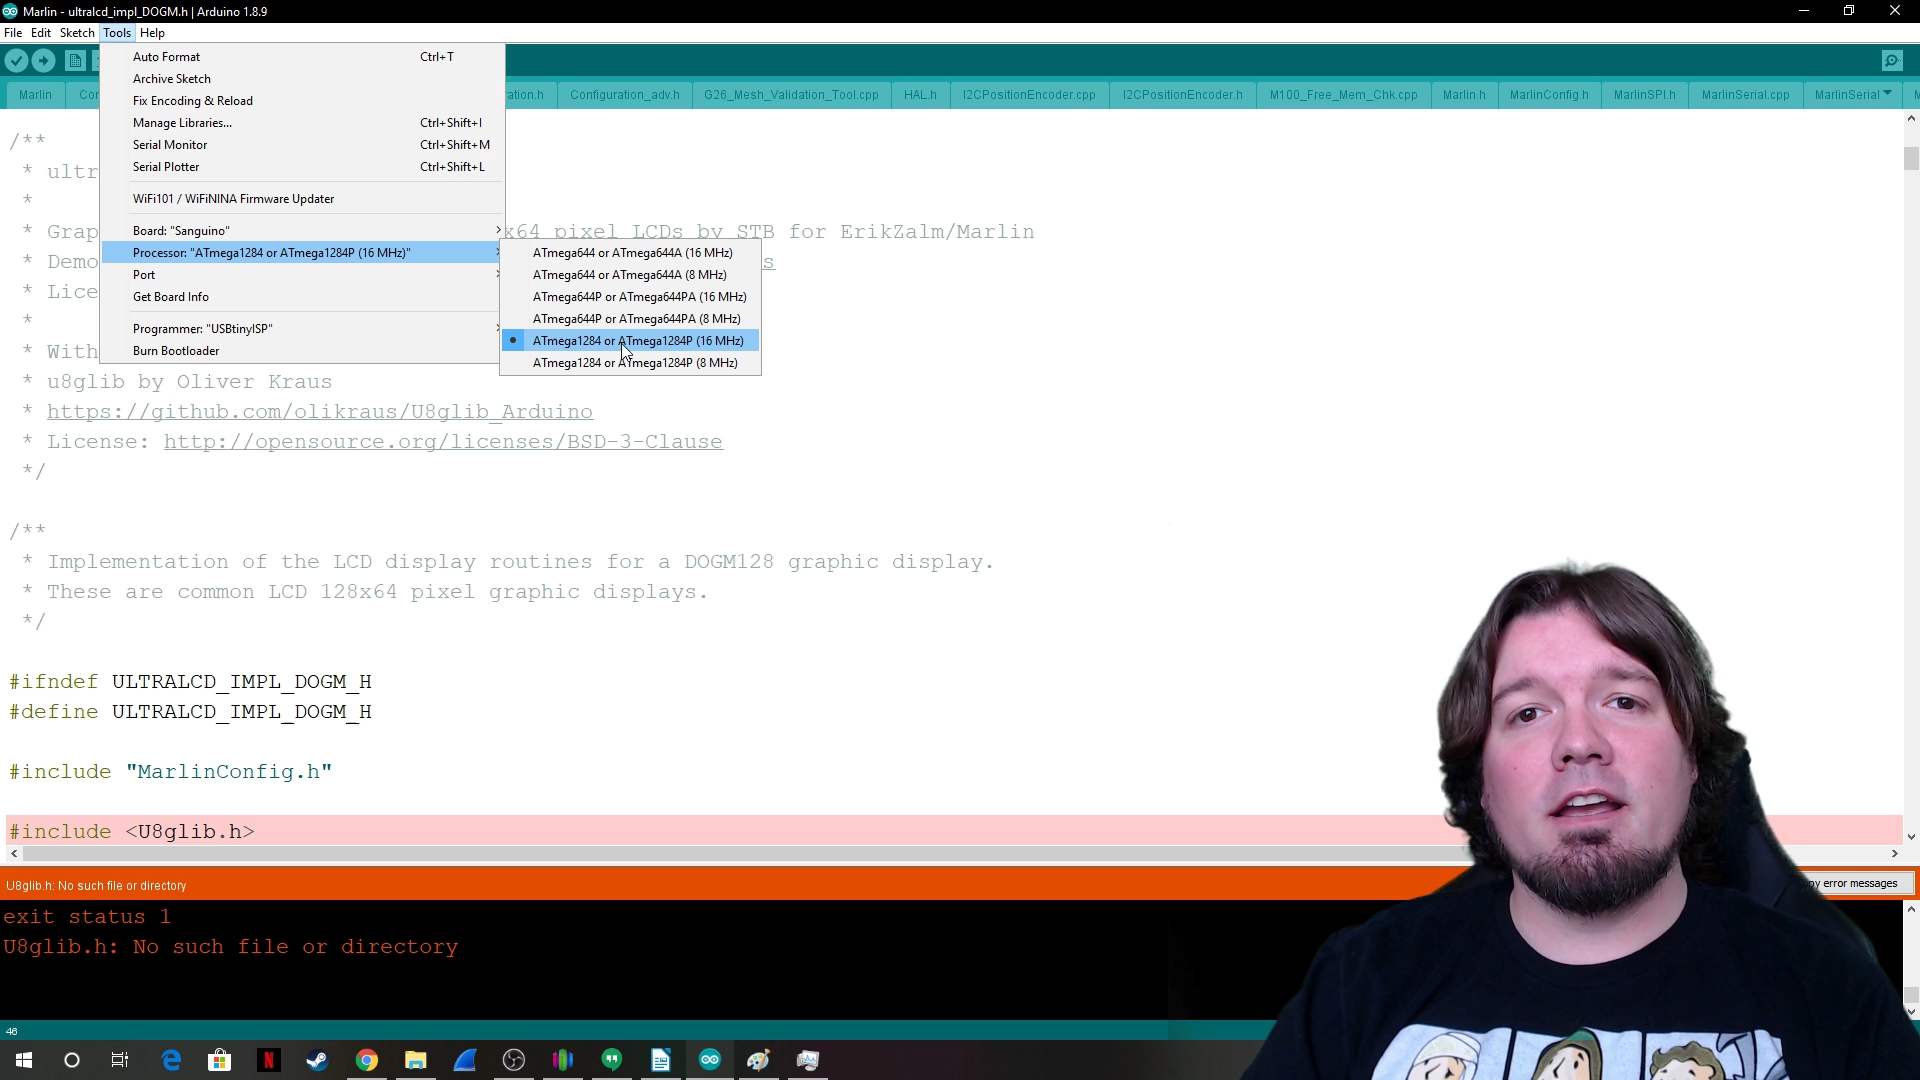 Marlin - ultralcd_impl_DOGM.h | Arduino 1.8.9
File Edit Sketch Tools Help
Auto Format Ctrl+T
Archive Sketch
Fix Encoding & Reload
Manage Libraries... Ctrl+Shift+I
Serial Monitor Ctrl+Shift+M
Serial Plotter Ctrl+Shift+L
WiFi101 / WiFiNINA Firmware Updater
Board: "Sanguino"
Processor: "ATmega1284 or ATmega1284P (16 MHz)"
Port
Get Board Info
Programmer: "USBtinyISP"
Burn Bootloader
ATmega644 or ATmega644A (16 MHz)
ATmega644 or ATmega644A (8 MHz)
ATmega644P or ATmega644PA (16 MHz)
ATmega644P or ATmega644PA (8 MHz)
ATmega1284 or ATmega1284P (16 MHz)
ATmega1284 or ATmega1284P (8 MHz)
Marlin Con ration.h Configuration_adv.h G26_Mesh_Validation_Tool.cpp HAL.h I2CPositionEncoder.cpp I2CPositionEncoder.h M100_Free_Mem_Chk.cpp Marlin.h MarlinConfig.h MarlinSPI.h MarlinSerial.cpp MarlinSerial
/**
* ultr
*
* Grap x64 pixel LCDs by STB for ErikZalm/Marlin
* Demo s
* Lice
*
* With
* u8glib by Oliver Kraus
* https://github.com/olikraus/U8glib_Arduino
* License: http://opensource.org/licenses/BSD-3-Clause
*/
/**
* Implementation of the LCD display routines for a DOGM128 graphic display.
* These are common LCD 128x64 pixel graphic displays.
*/
#ifndef ULTRALCD_IMPL_DOGM_H
#define ULTRALCD_IMPL_DOGM_H
#include "MarlinConfig.h"
#include <U8glib.h>
U8glib.h: No such file or directory
py error messages
exit status 1
U8glib.h: No such file or directory
46